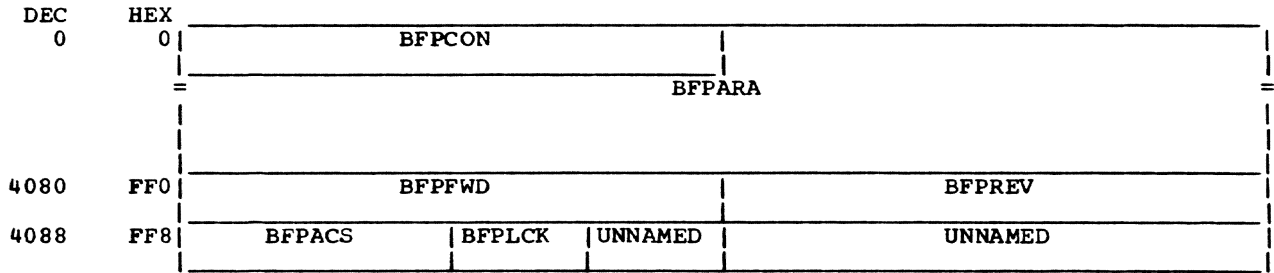 DEC HEX
0 0 BFPCON
= BFPARA =
4080 FF0 BFPFWD BFPREV
4088 FF8 BFPACS BFPLCK UNNAMED UNNAMED